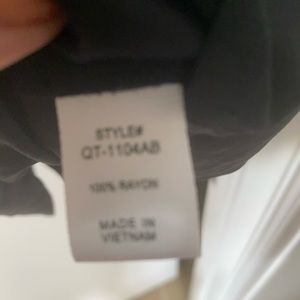 STYLE#
QT-1104AB
100% RAYON
MADE IN
VIETNAM